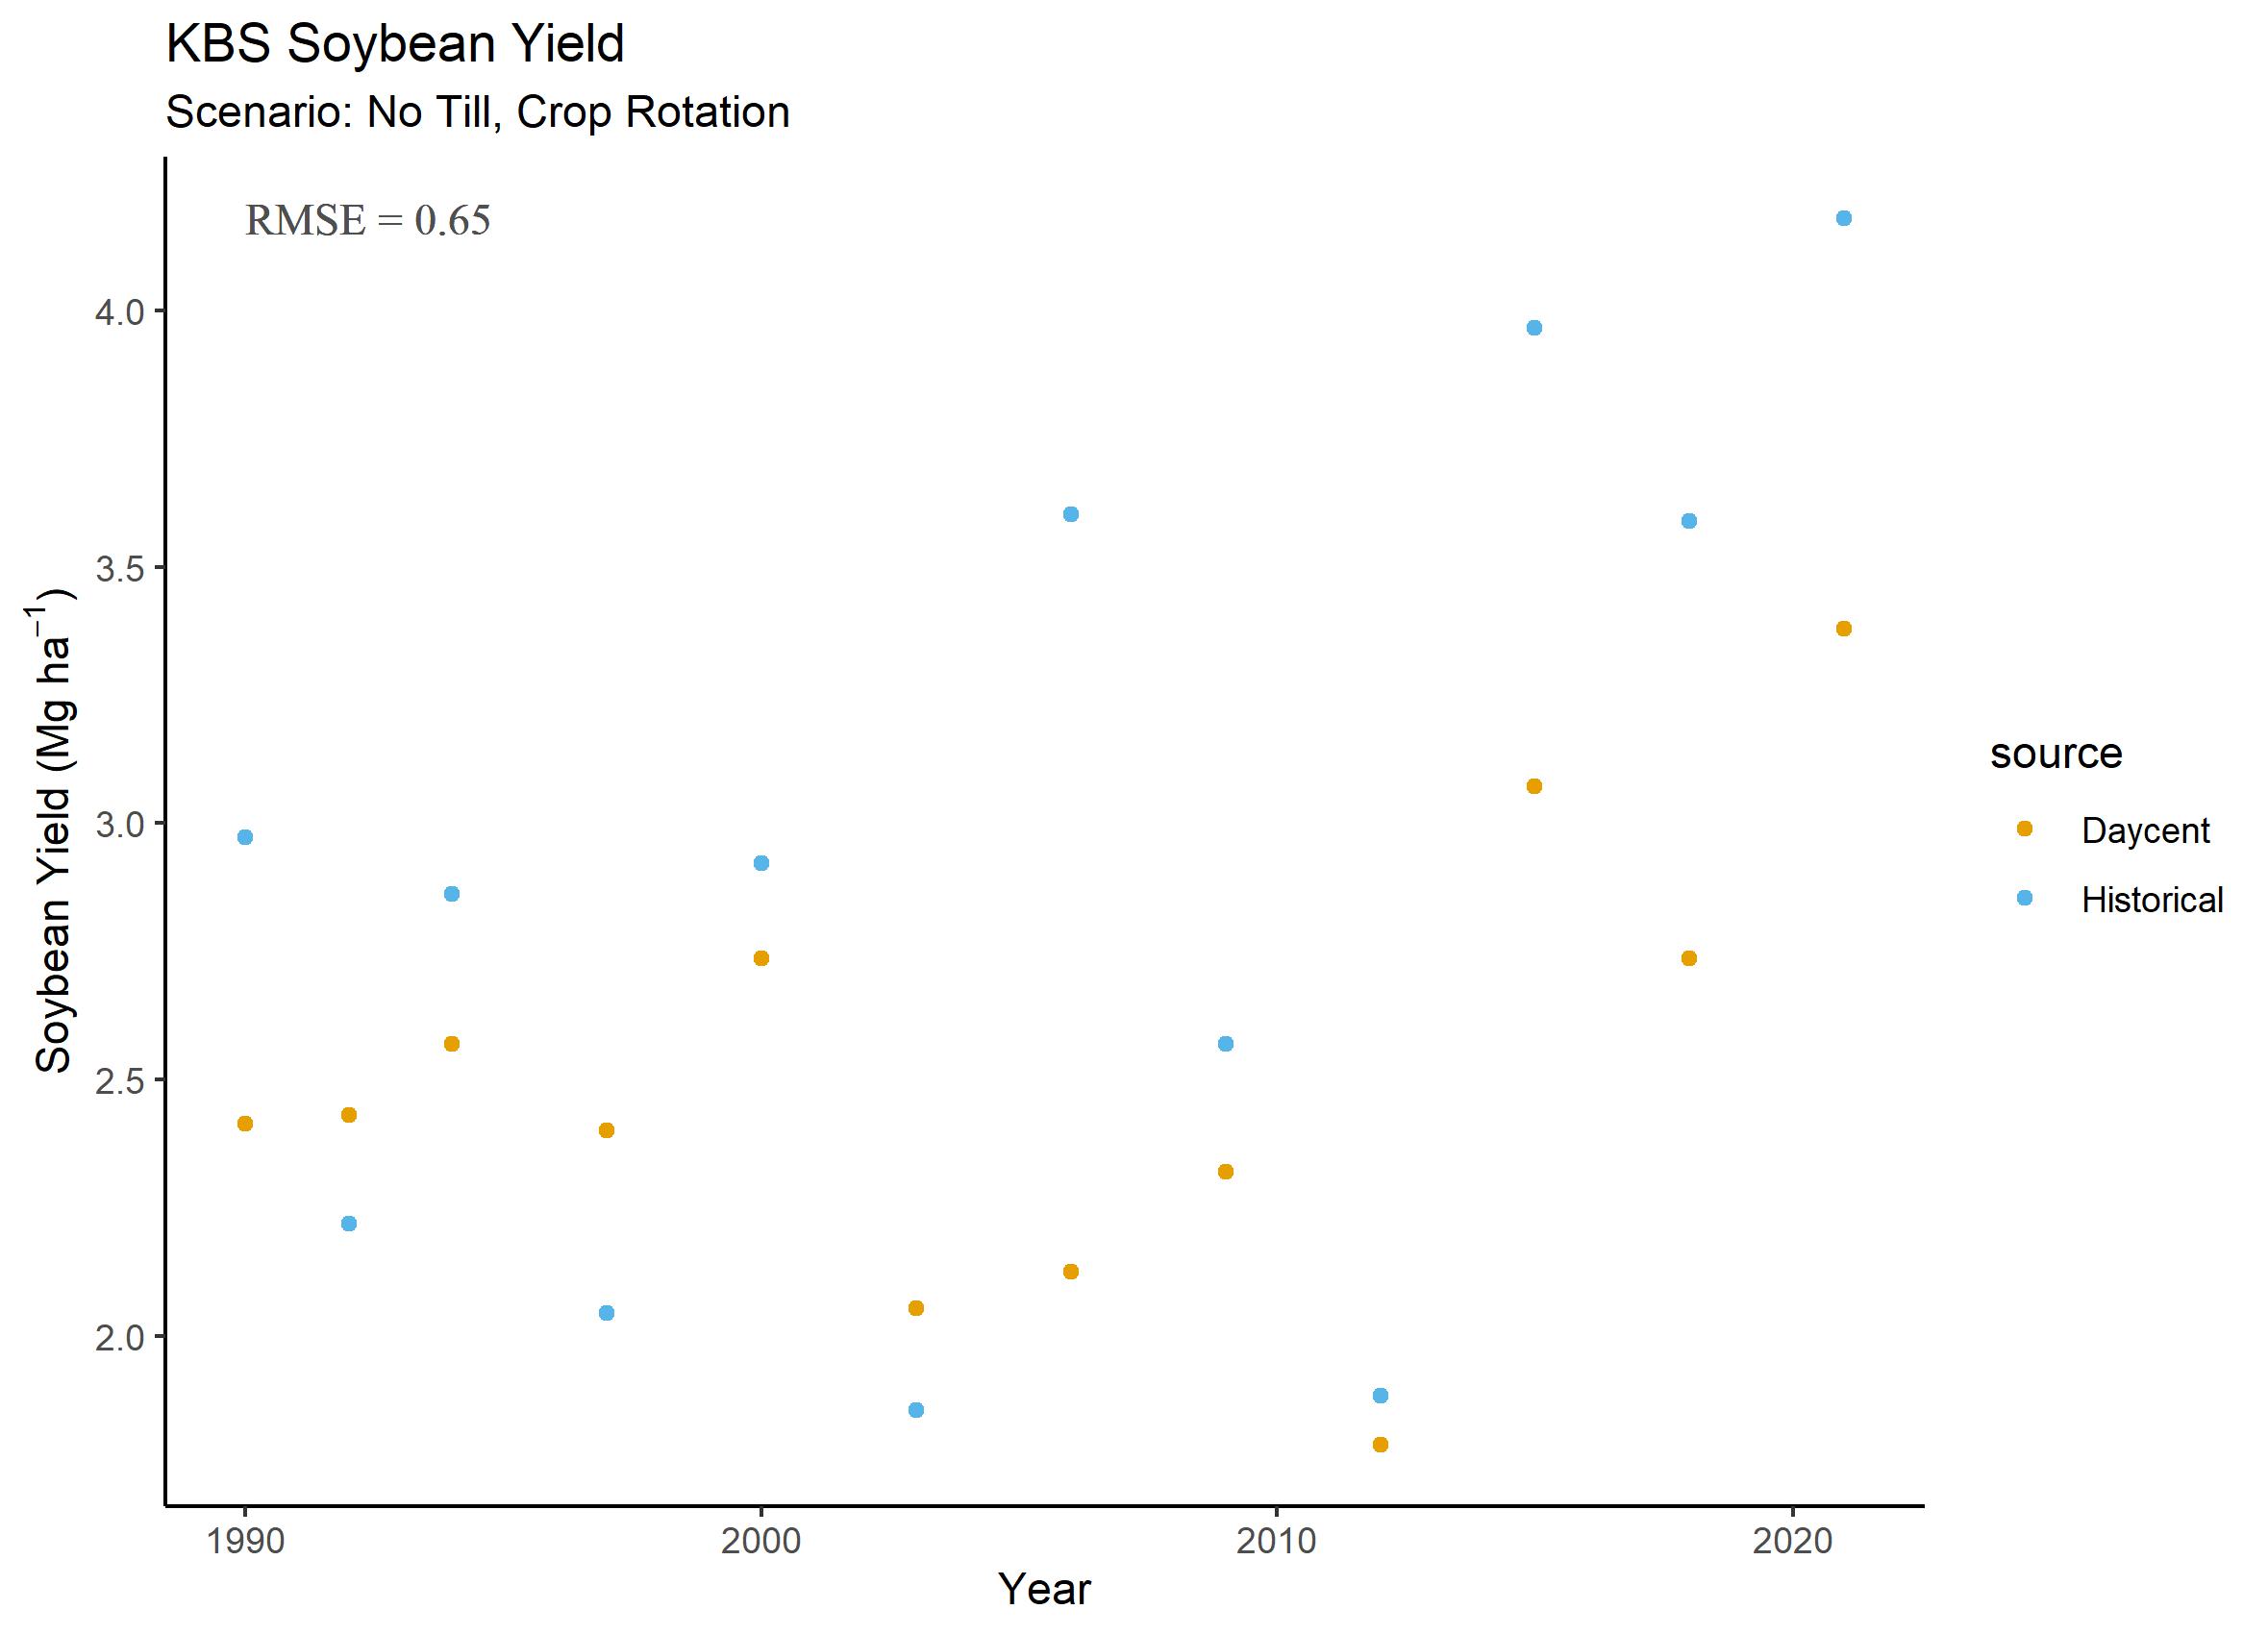 KBS Soybean Yield
Scenario: No Till, Crop Rotation
RMSE = 0.65
4.0
3.5
3.0
2.5
2.0
Soybean Yield (Mg ha⁻¹)
1990
2000
2010
2020
Year
source
Daycent
Historical